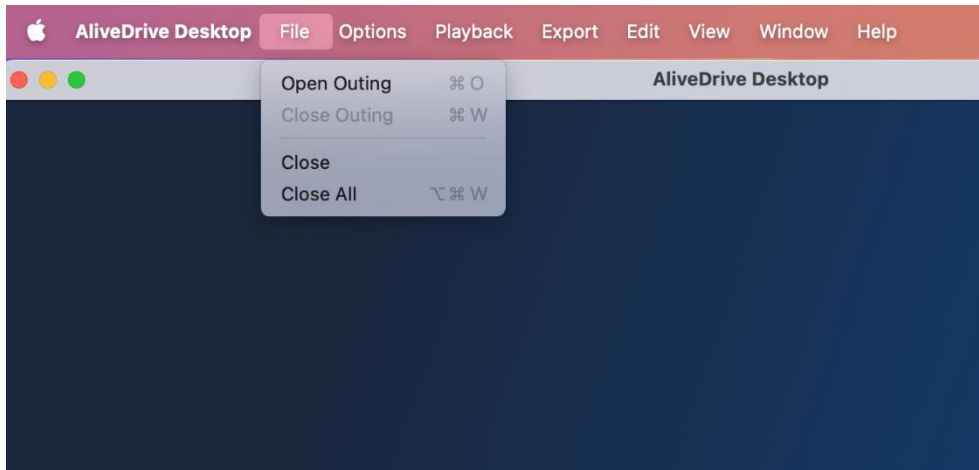 AliveDrive Desktop File Options Playback Export Edit View Window Help
AliveDrive Desktop
Open Outing ⌘ O
Close Outing ⌘ W
Close
Close All ⌥ ⌘ W